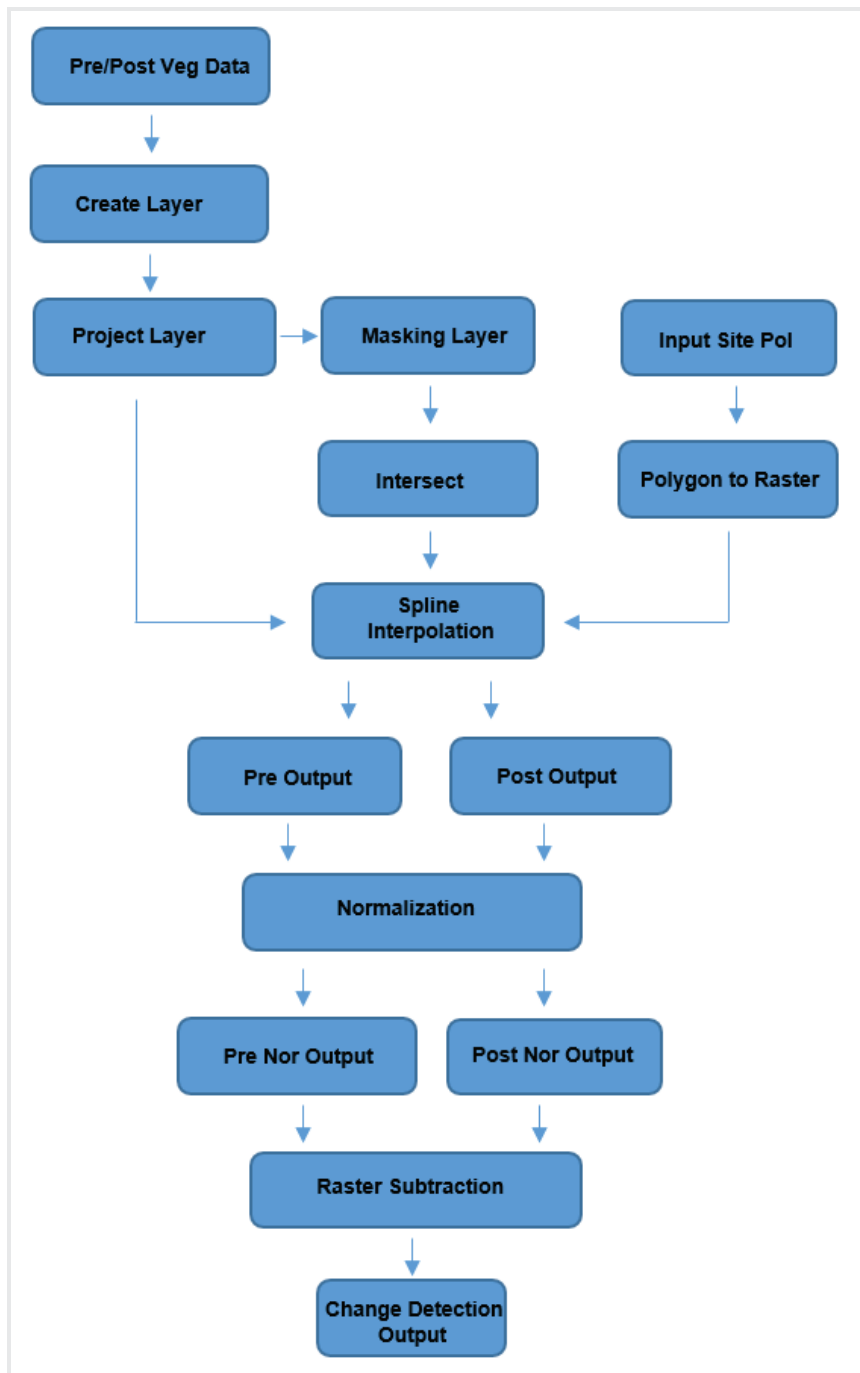 Pre/Post Veg Data
Create Layer
Project Layer
Masking Layer
Input Site Pol
Intersect
Polygon to Raster
Spline
Interpolation
Pre Output
Post Output
Normalization
Pre Nor Output
Post Nor Output
Raster Subtraction
Change Detection
Output